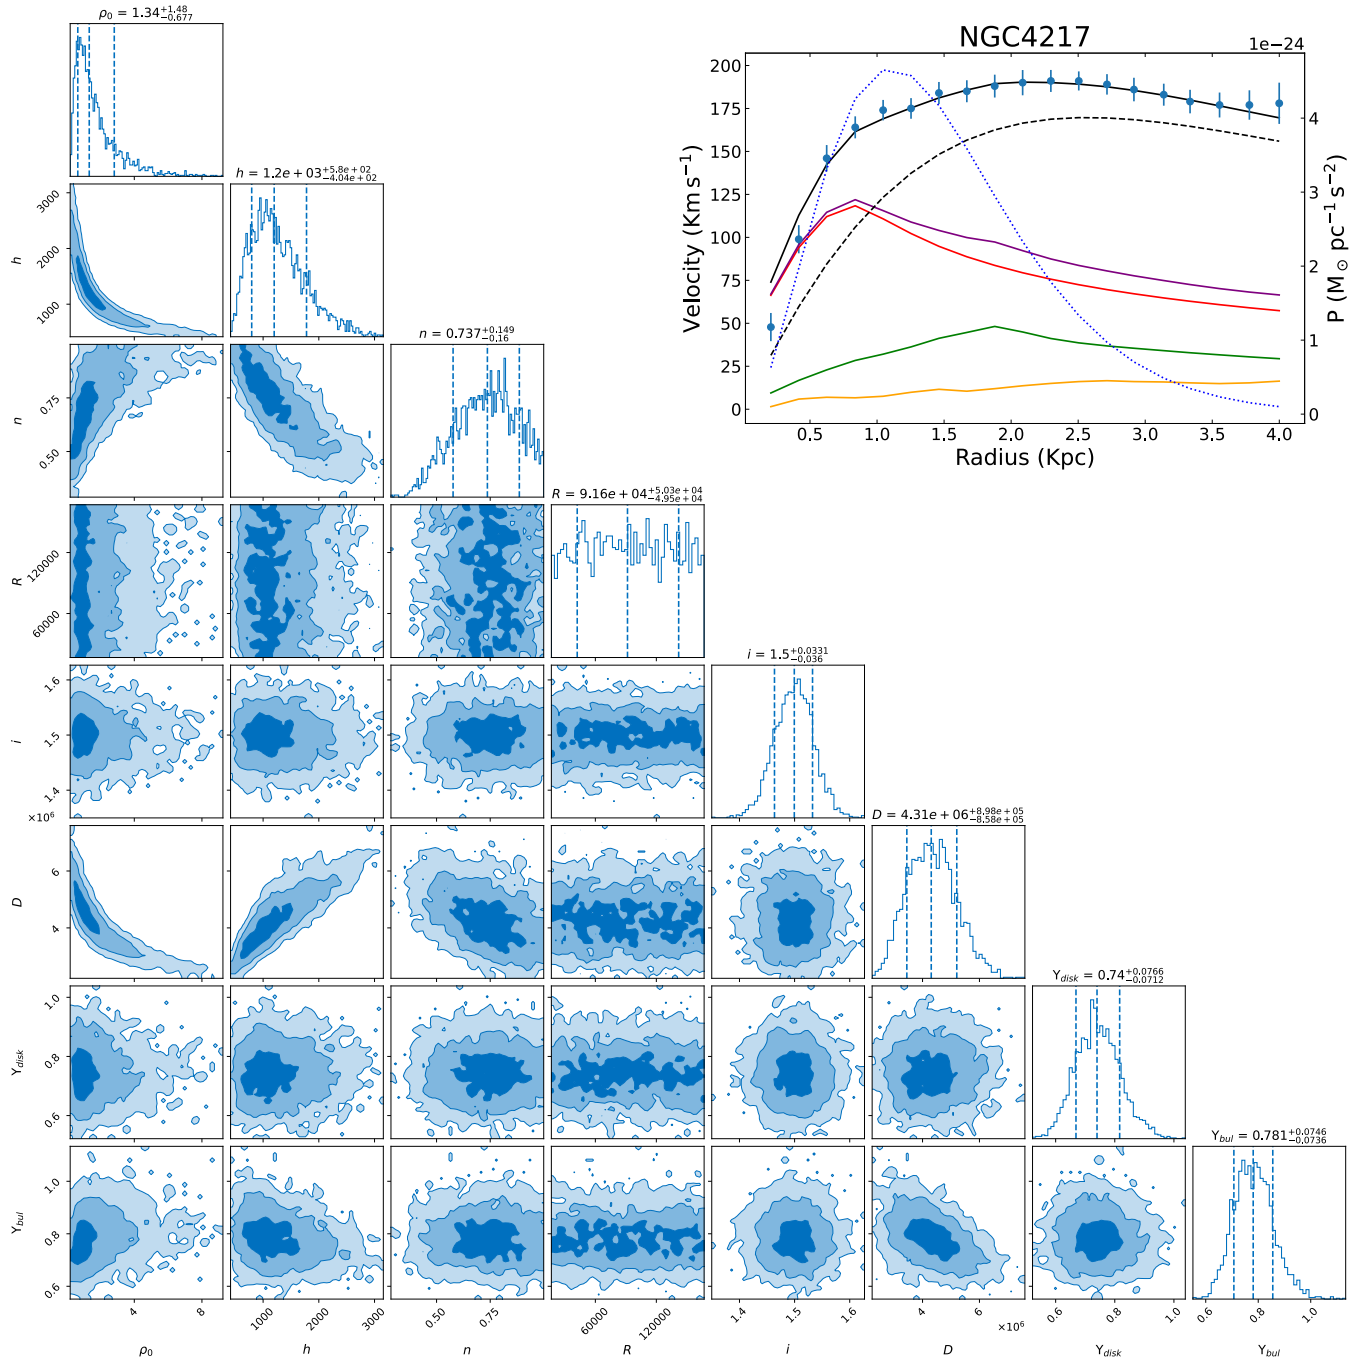 ρ₀ = 1.34 +1.48 −0.677
NGC4217
1e−24
200
175
150
125
100
75
50
25
0
Velocity (Km s⁻¹)
4
3
2
1
0
P (M⊙ pc⁻¹ s⁻²)
0.5 1.0 1.5 2.0 2.5 3.0 3.5 4.0
Radius (Kpc)
h = 1.2e + 03 +5.8e + 02 −4.04e + 02
3000
2000
1000
h
n = 0.737 +0.149 −0.16
0.75
0.50
n
R = 9.16e + 04 +5.03e + 04 −4.95e + 04
120000
60000
R
i = 1.5 +0.0331 −0.036
1.6
1.5
1.4
i
×10⁶
D = 4.31e + 06 +8.98e + 05 −8.58e + 05
6
4
D
Υdisk = 0.74 +0.0766 −0.0712
1.0
0.8
0.6
Υdisk
Υbul = 0.781 +0.0746 −0.0736
1.0
0.8
0.6
Υbul
4 8 1000 2000 3000 0.50 0.75 60000 120000 1.4 1.5 1.6 4 6 0.6 0.8 1.0 0.6 0.8 1.0
×10⁶
ρ₀ h n R i D Υdisk Υbul